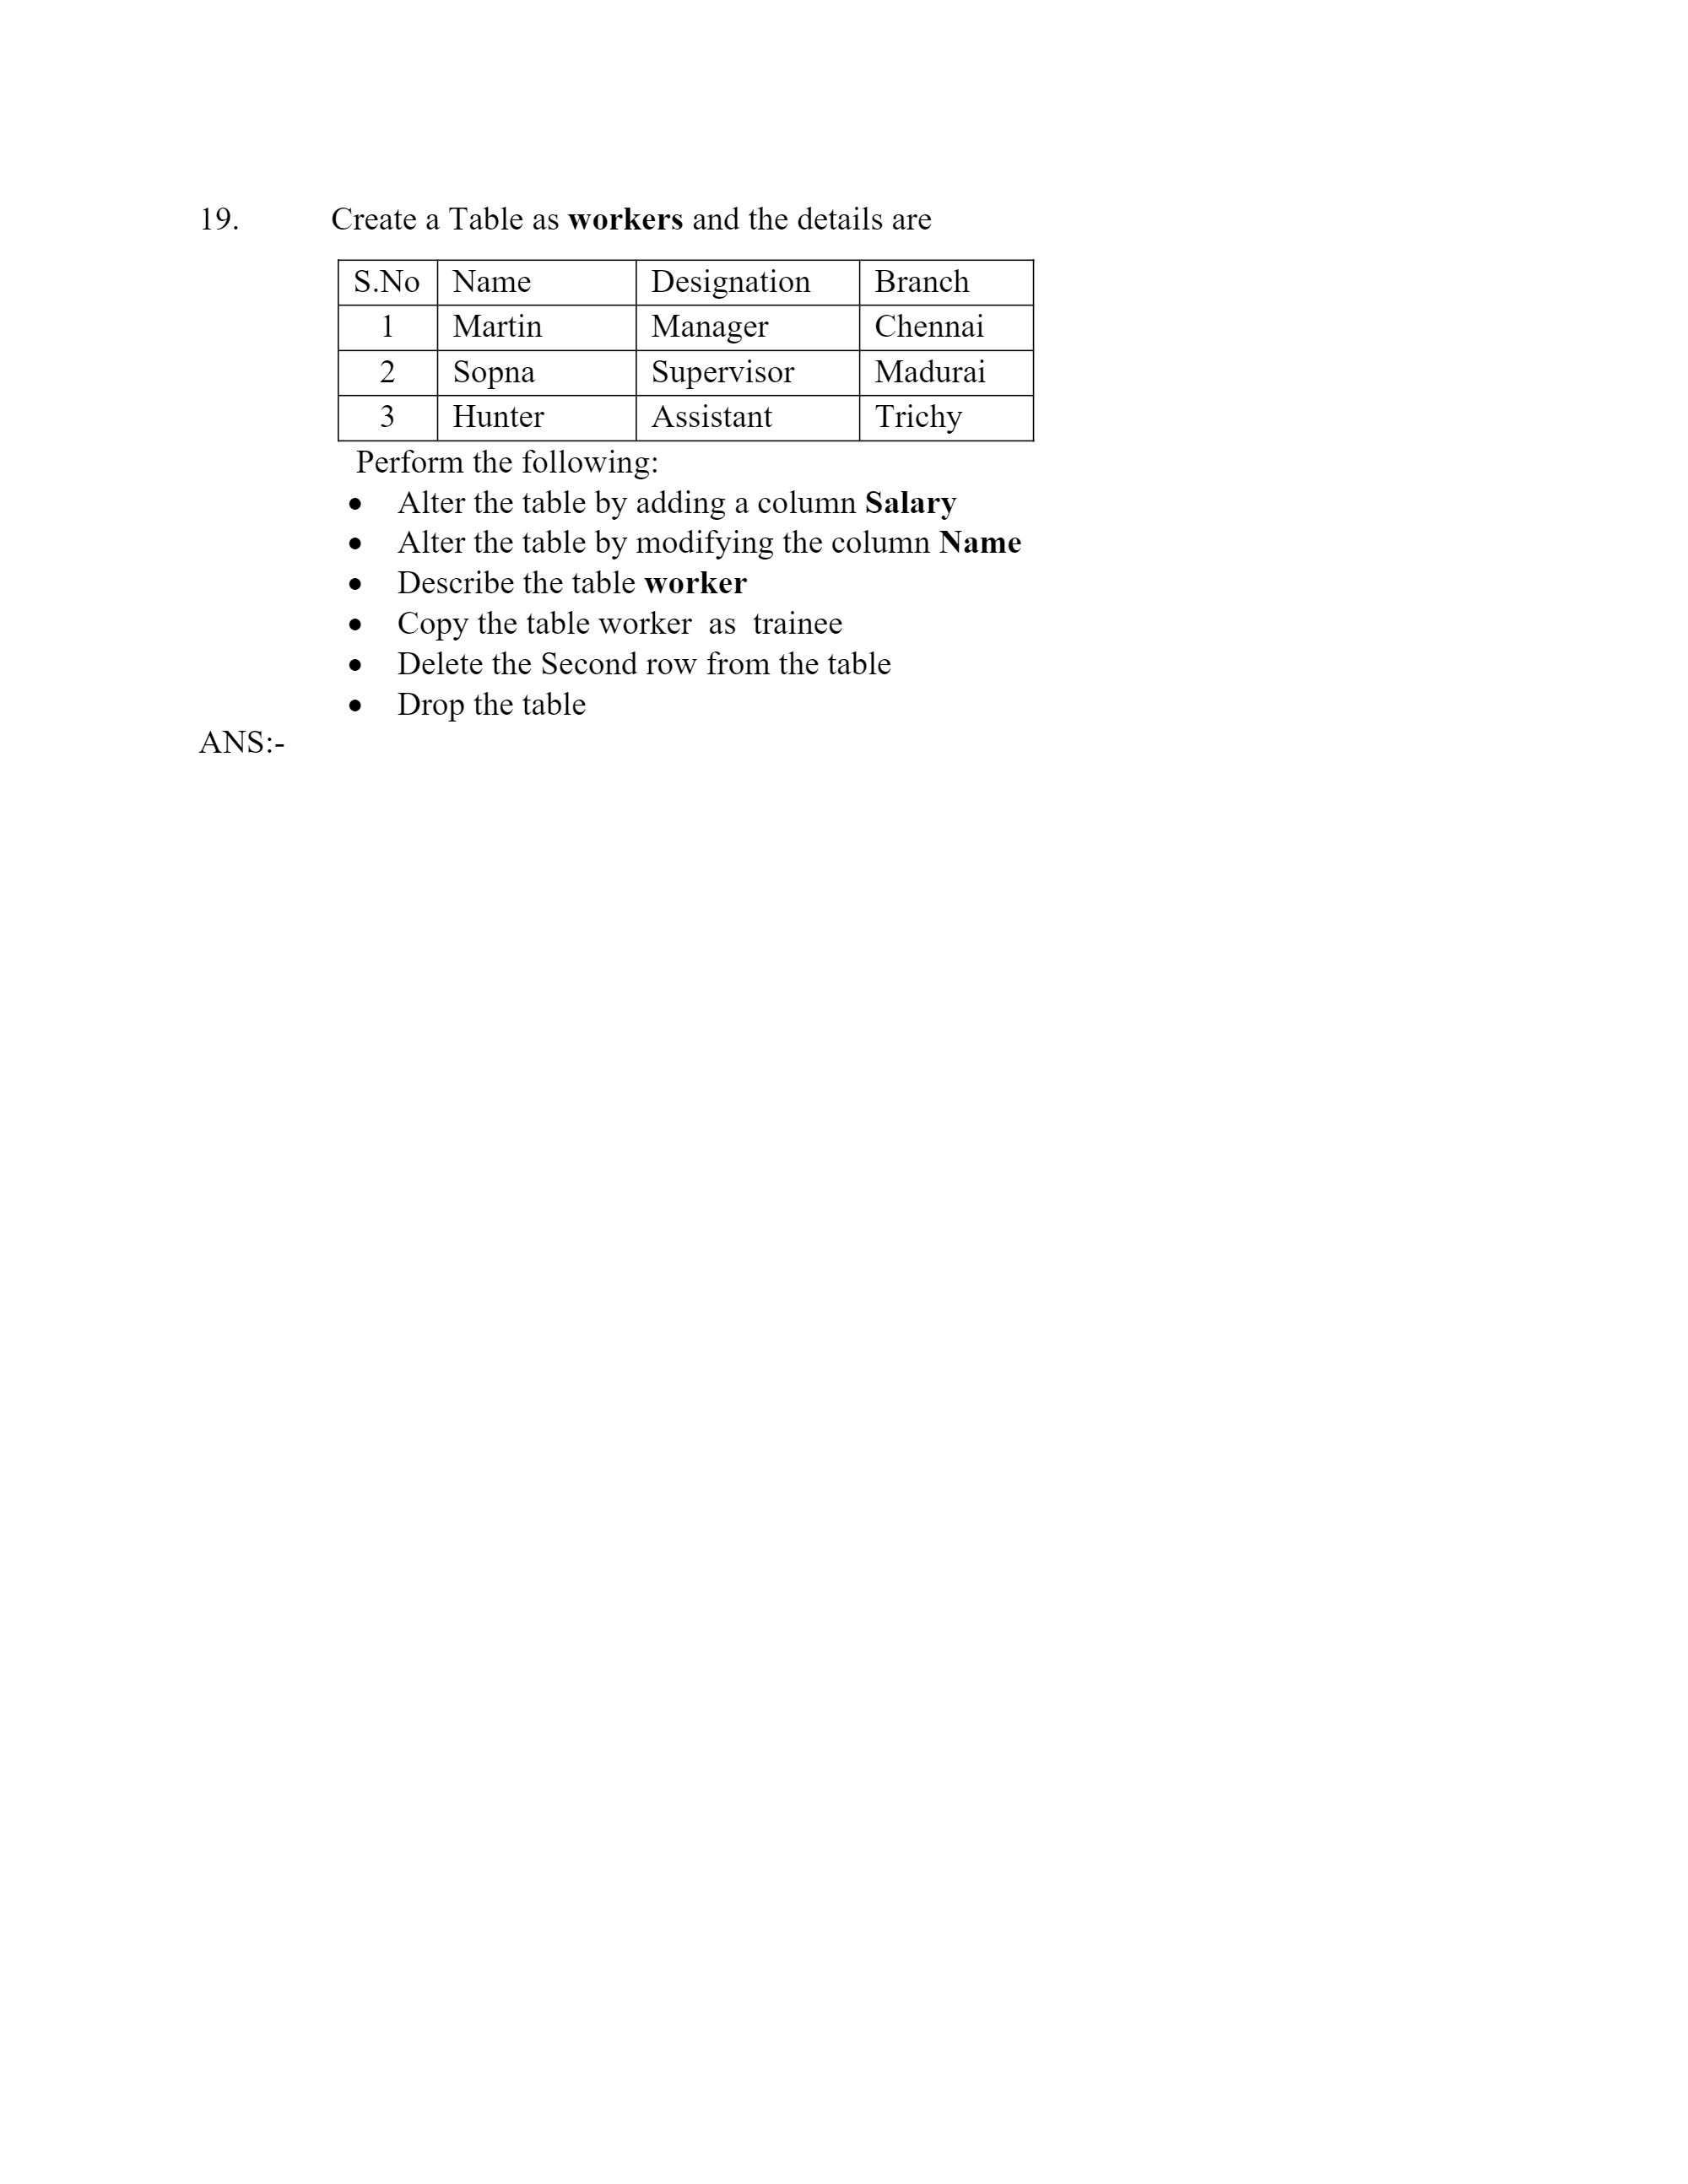 19. Create a Table as workers and the details are
S.No Name Designation Branch
1 Martin Manager Chennai
2 Sopna Supervisor Madurai
3 Hunter Assistant Trichy
Perform the following:
• Alter the table by adding a column Salary
• Alter the table by modifying the column Name
• Describe the table worker
• Copy the table worker as trainee
• Delete the Second row from the table
• Drop the table
ANS:-